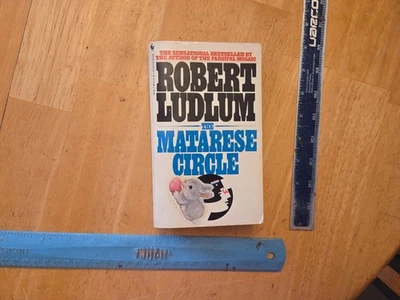 THE SENSATIONAL BESTSELLER BY
THE AUTHOR OF THE PARSIFAL MOSAIC
ROBERT
LUDLUM
THE
MATARESE
CIRCLE